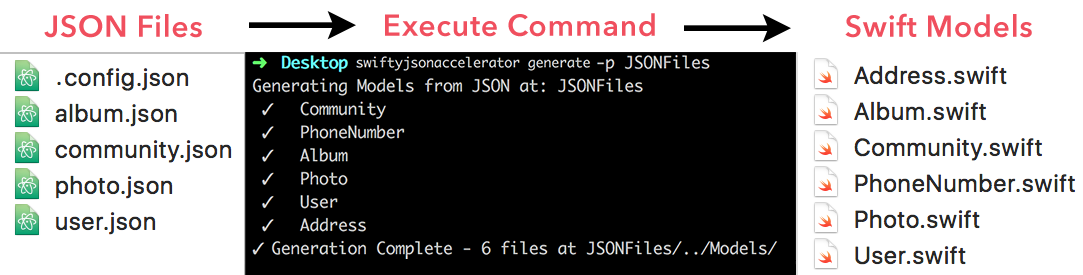 JSON Files
Execute Command
Swift Models
.config.json
album.json
community.json
photo.json
user.json
➜ Desktop swiftyjsonaccelerator generate -p JSONFiles
Generating Models from JSON at: JSONFiles
✓ Community
✓ PhoneNumber
✓ Album
✓ Photo
✓ User
✓ Address
✓ Generation Complete - 6 files at JSONFiles/../Models/
Address.swift
Album.swift
Community.swift
PhoneNumber.swift
Photo.swift
User.swift